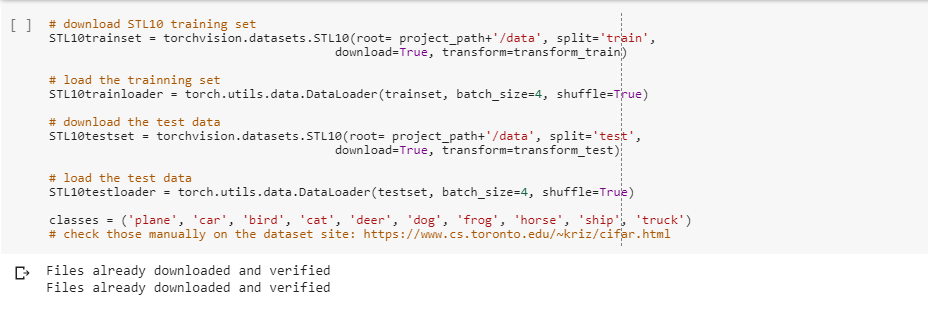 [ ] # download STL10 training set
STL10trainset = torchvision.datasets.STL10(root= project_path+'/data', split='train',
download=True, transform=transform_train)
# load the trainning set
STL10trainloader = torch.utils.data.DataLoader(trainset, batch_size=4, shuffle=True)
# download the test data
STL10testset = torchvision.datasets.STL10(root= project_path+'/data', split='test',
download=True, transform=transform_test)
# load the test data
STL10testloader = torch.utils.data.DataLoader(testset, batch_size=4, shuffle=True)
classes = ('plane', 'car', 'bird', 'cat', 'deer', 'dog', 'frog', 'horse', 'ship', 'truck')
# check those manually on the dataset site: https://www.cs.toronto.edu/~kriz/cifar.html
Files already downloaded and verified
Files already downloaded and verified